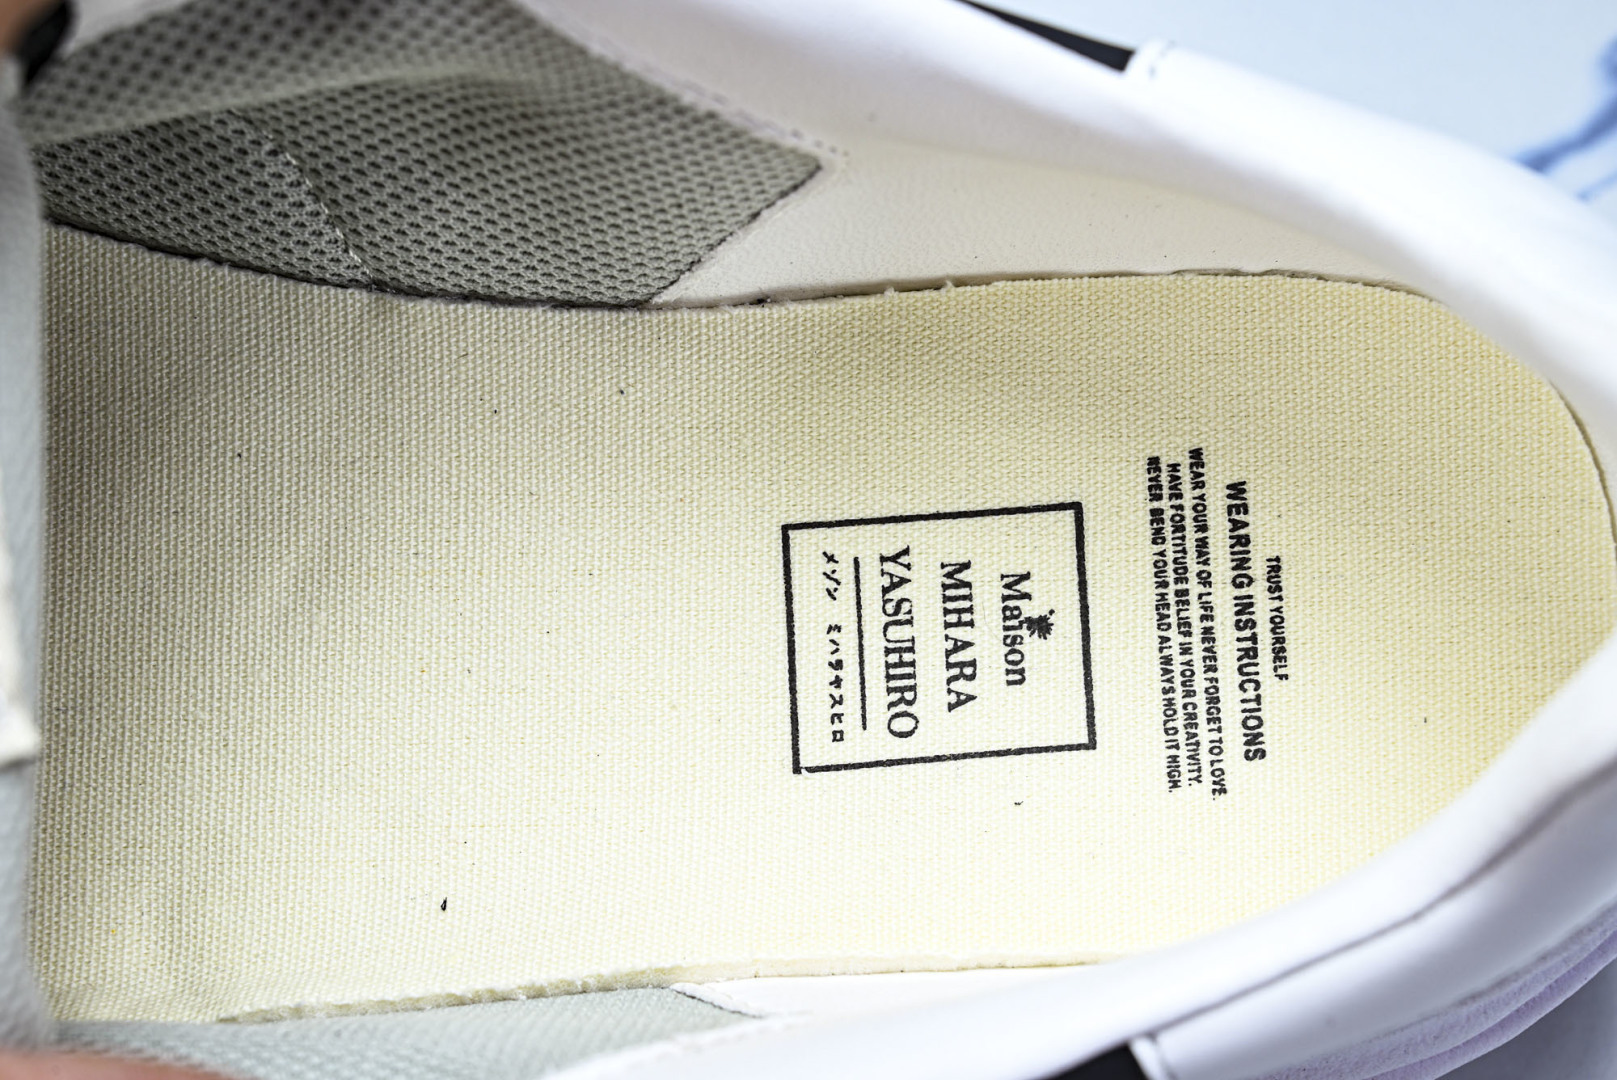 TRUST YOURSELF
WEARING INSTRUCTIONS
WEAR YOUR WAY OF LIFE NEVER FORGET TO LOVE.
HAVE FORTITUDE BELIEF IN YOUR CREATIVITY.
NEVER BEND YOUR HEAD ALWAYS HOLD IT HIGH.
Maison
MIHARA
YASUHIRO
メゾン ミハラヤスヒロ